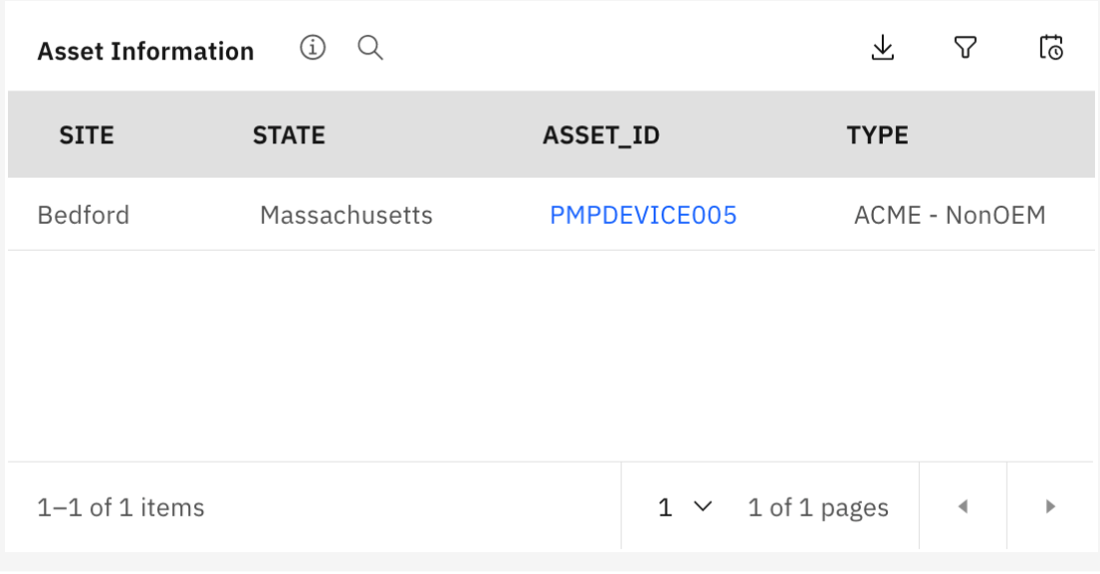 Asset Information
SITE STATE ASSET_ID TYPE
Bedford Massachusetts PMPDEVICE005 ACME - NonOEM
1–1 of 1 items 1 1 of 1 pages